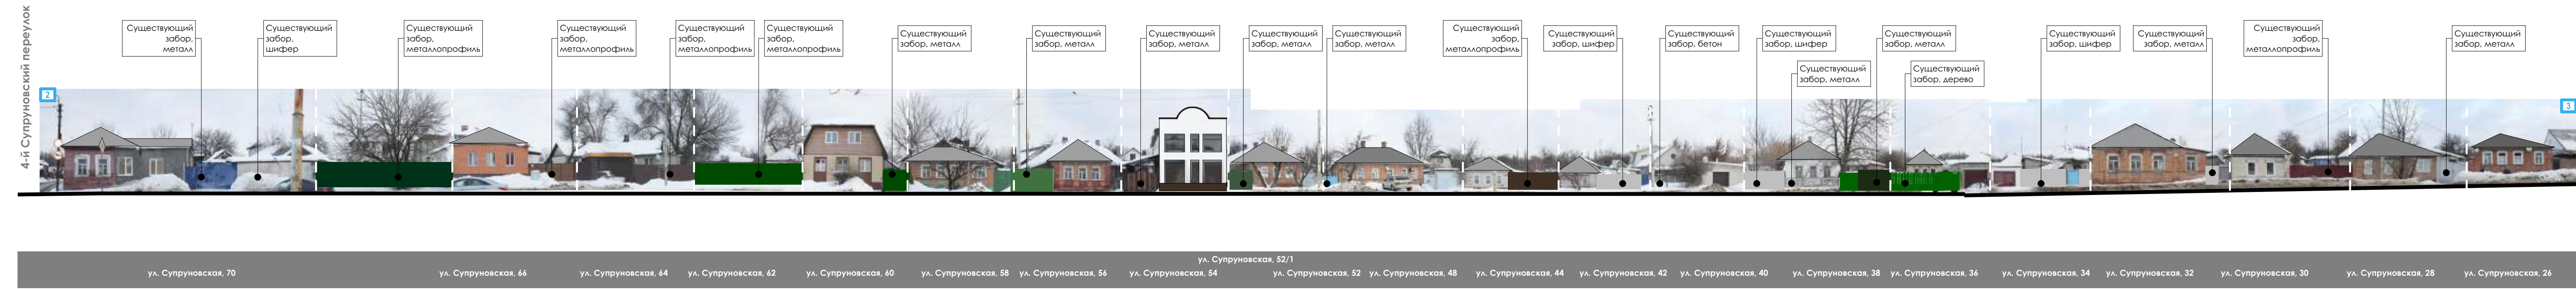 4-й Супруновский переулок
2
Существующий
забор,
металл
Существующий
забор,
шифер
Существующий
забор,
металлопрофиль
Существующий
забор,
металлопрофиль
Существующий
забор,
металлопрофиль
Существующий
забор,
металлопрофиль
Существующий
забор, металл
Существующий
забор, металл
Существующий
забор, металл
Существующий
забор, металл
Существующий
забор, металл
Существующий
забор,
металлопрофиль
Существующий
забор, шифер
Существующий
забор, бетон
Существующий
забор, шифер
Существующий
забор, металл
Существующий
забор, металл
Существующий
забор, дерево
Существующий
забор, шифер
Существующий
забор, металл
Существующий
забор,
металлопрофиль
Существующий
забор, металл
3
ул. Супруновская, 70
ул. Супруновская, 66
ул. Супруновская, 64
ул. Супруновская, 62
ул. Супруновская, 60
ул. Супруновская, 58
ул. Супруновская, 56
ул. Супруновская, 54
ул. Супруновская, 52/1
ул. Супруновская, 52
ул. Супруновская, 48
ул. Супруновская, 44
ул. Супруновская, 42
ул. Супруновская, 40
ул. Супруновская, 38
ул. Супруновская, 36
ул. Супруновская, 34
ул. Супруновская, 32
ул. Супруновская, 30
ул. Супруновская, 28
ул. Супруновская, 26